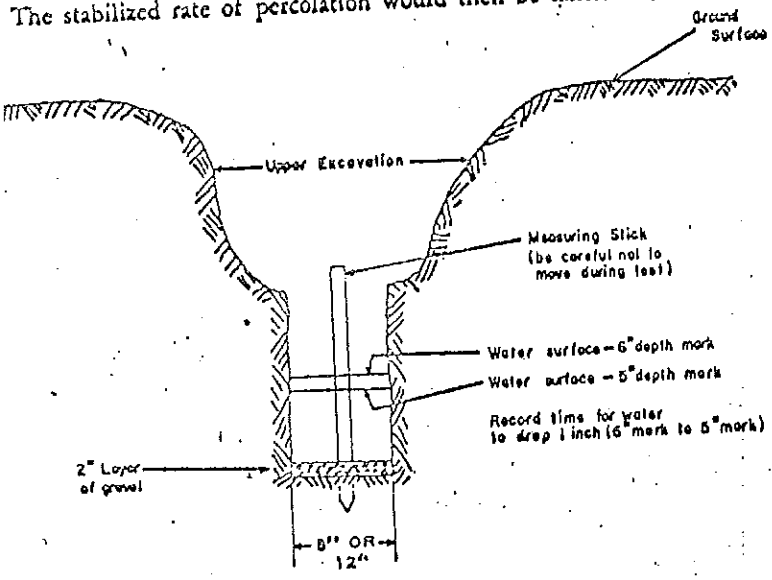 The stabilized rate of percolation would then be
Ground
Surface
Upper Excavation
Measuring Stick
(be careful not to
move during test)
Water surface - 6" depth mark
Water surface - 5" depth mark
Record time for water
to drop 1 inch (6" mark to 5" mark)
2" Layer
of gravel
8" OR
12"